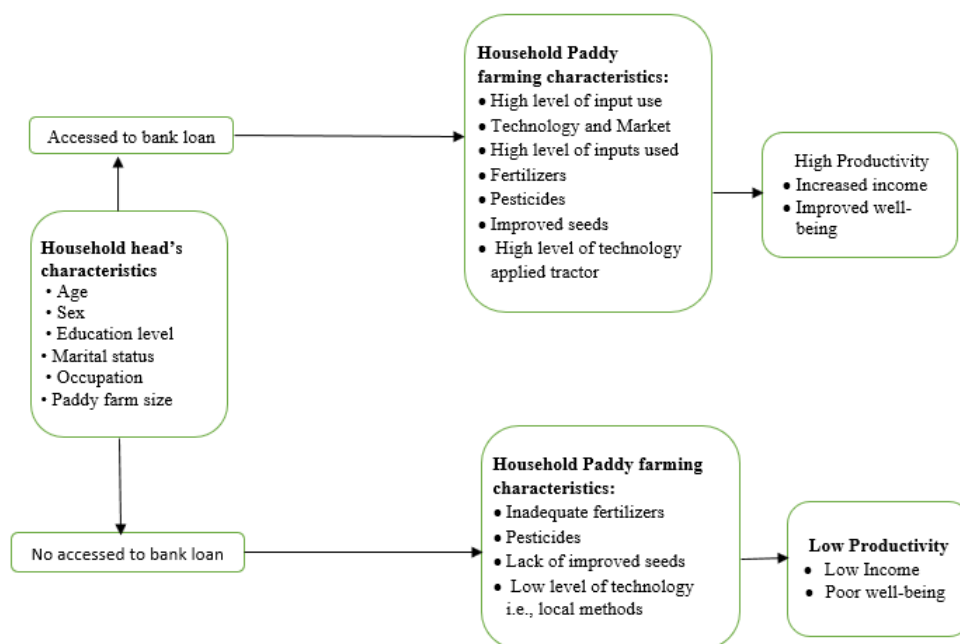 Accessed to bank loan
Household Paddy
farming characteristics:
● High level of input use
● Technology and Market
● High level of inputs used
● Fertilizers
● Pesticides
● Improved seeds
● High level of technology
applied tractor
High Productivity
● Increased income
● Improved well-
being
Household head’s
characteristics
• Age
• Sex
• Education level
• Marital status
• Occupation
• Paddy farm size
No accessed to bank loan
Household Paddy farming
characteristics:
● Inadequate fertilizers
● Pesticides
● Lack of improved seeds
● Low level of technology
i.e., local methods
Low Productivity
● Low Income
● Poor well-being